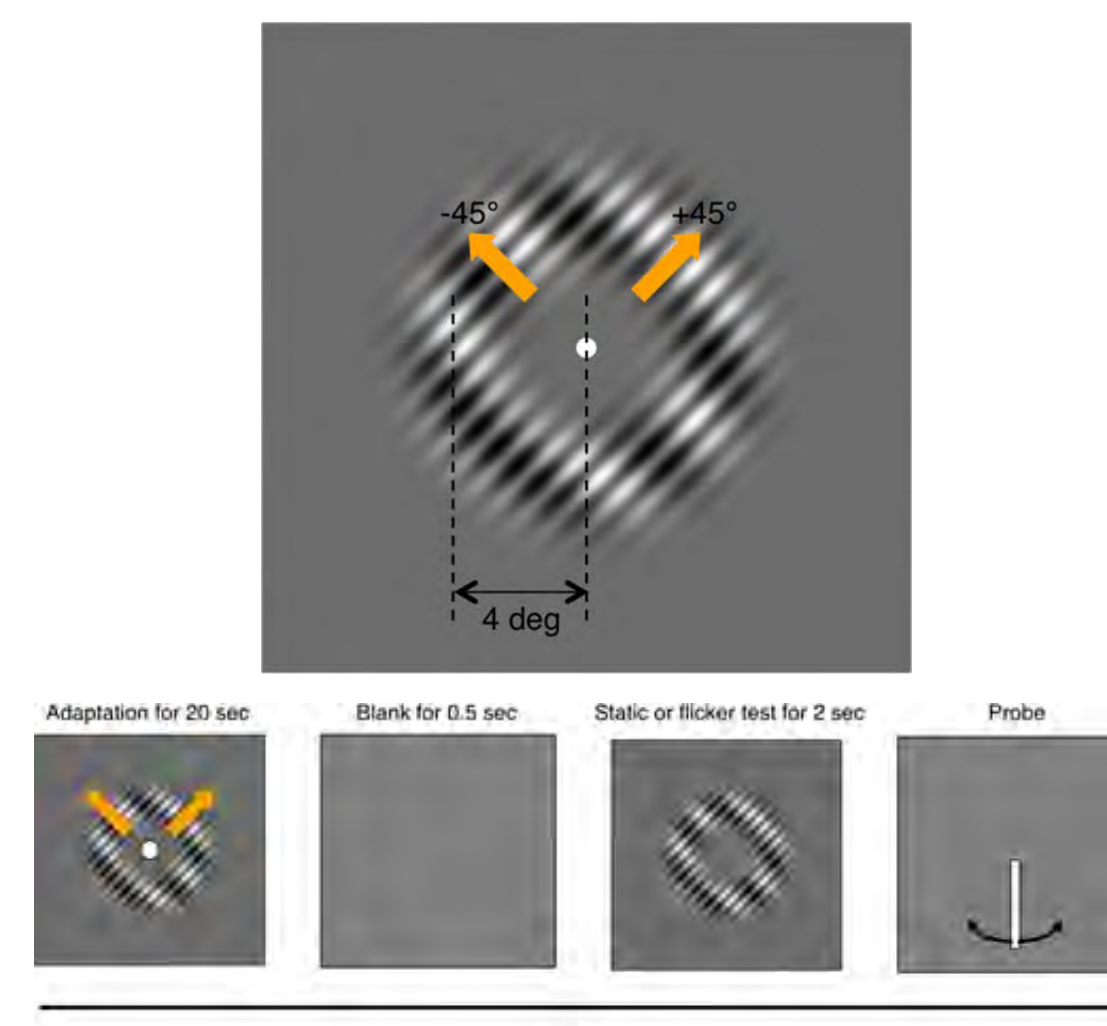 -45°
+45°
4 deg
Adaptation for 20 sec
Blank for 0.5 sec
Static or flicker test for 2 sec
Probe